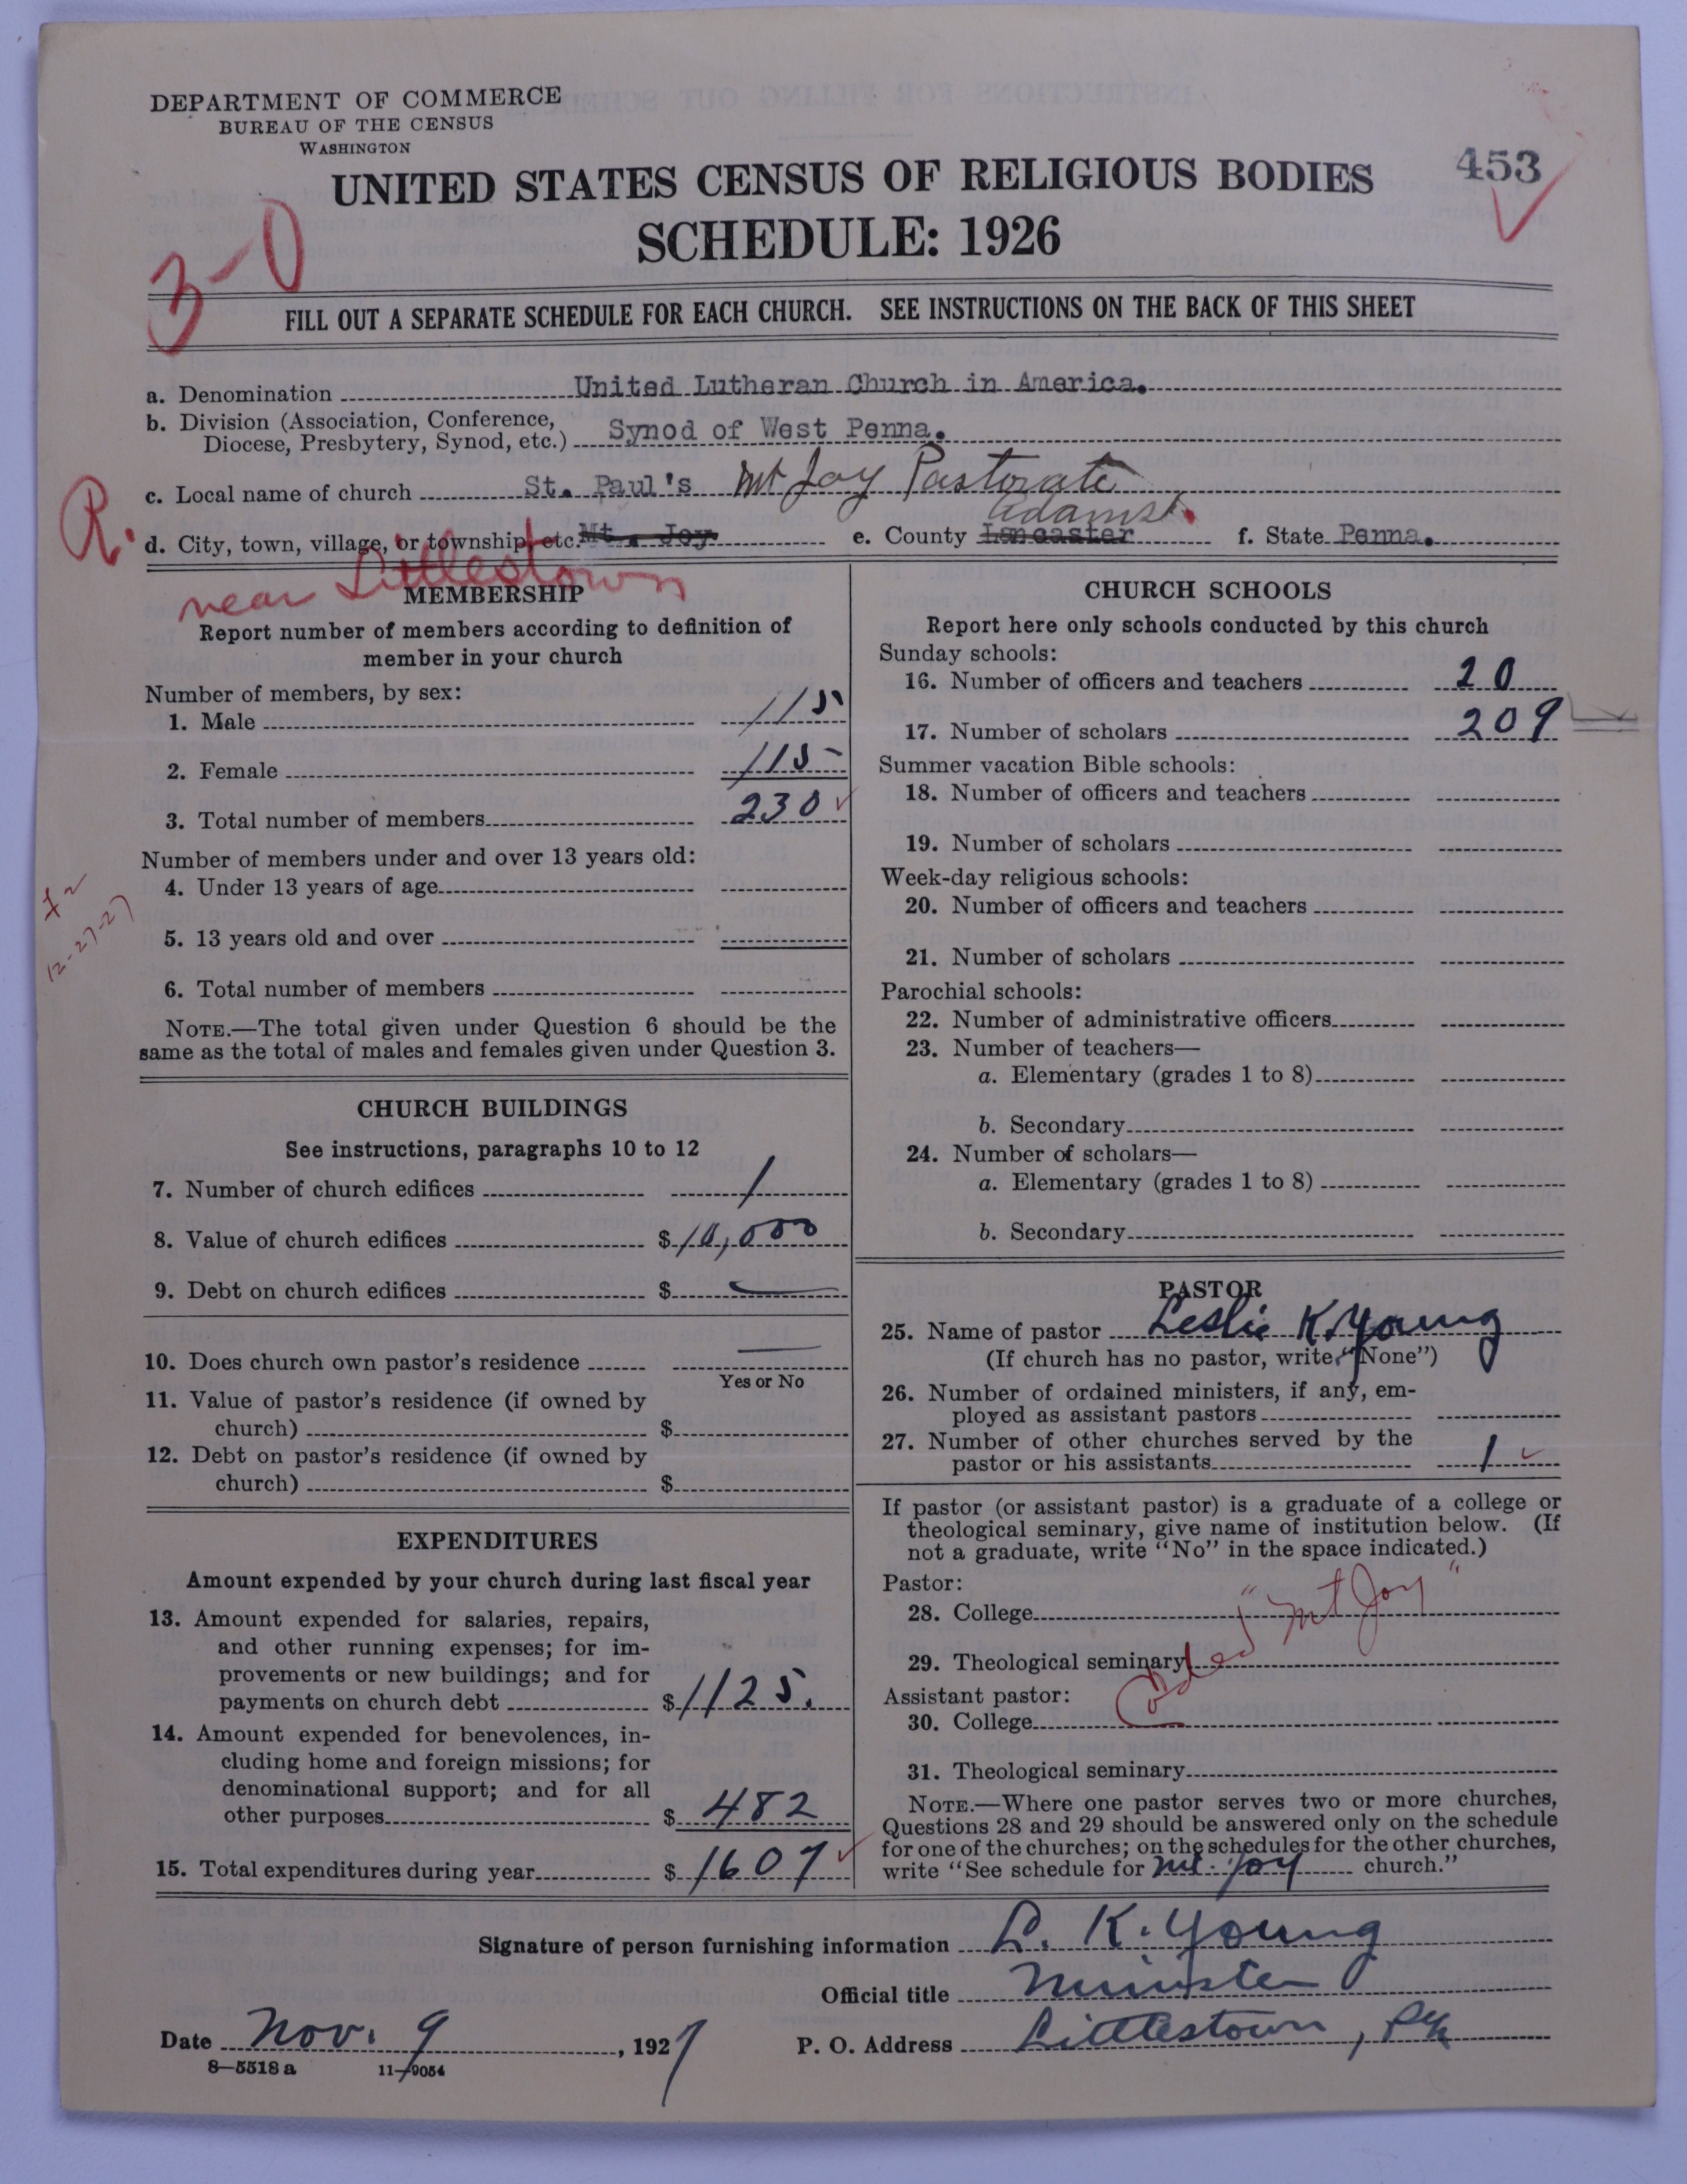 DEPARTMENT OF COMMERCE
BUREAU OF THE CENSUS
WASHINGTON
453
UNITED STATES CENSUS OF RELIGIOUS BODIES
SCHEDULE: 1926
3-0
FILL OUT A SEPARATE SCHEDULE FOR EACH CHURCH. SEE INSTRUCTIONS ON THE BACK OF THIS SHEET
a. Denomination United Lutheran Church in America.
b. Division (Association, Conference,
Diocese, Presbytery, Synod, etc.) Synod of West Penna.
R.
c. Local name of church St. Paul's Mt Joy Pastorate
Adams.
d. City, town, village, or township, etc. Mt. Joy e. County Lancaster f. State Penna.
near Littlestown
MEMBERSHIP
Report number of members according to definition of
member in your church
Number of members, by sex:
1. Male 115
2. Female 115
3. Total number of members 230
Number of members under and over 13 years old:
4. Under 13 years of age
12-27-27
5. 13 years old and over
6. Total number of members
NOTE.—The total given under Question 6 should be the
same as the total of males and females given under Question 3.
CHURCH BUILDINGS
See instructions, paragraphs 10 to 12
7. Number of church edifices 1
8. Value of church edifices $10,000
9. Debt on church edifices $ —
10. Does church own pastor's residence —
Yes or No
11. Value of pastor's residence (if owned by
church) $
12. Debt on pastor's residence (if owned by
church) $
EXPENDITURES
Amount expended by your church during last fiscal year
13. Amount expended for salaries, repairs,
and other running expenses; for im-
provements or new buildings; and for
payments on church debt $1125.
14. Amount expended for benevolences, in-
cluding home and foreign missions; for
denominational support; and for all
other purposes $482
15. Total expenditures during year $1607
CHURCH SCHOOLS
Report here only schools conducted by this church
Sunday schools:
16. Number of officers and teachers 20
17. Number of scholars 209
Summer vacation Bible schools:
18. Number of officers and teachers
19. Number of scholars
Week-day religious schools:
20. Number of officers and teachers
21. Number of scholars
Parochial schools:
22. Number of administrative officers
23. Number of teachers—
a. Elementary (grades 1 to 8)
b. Secondary
24. Number of scholars—
a. Elementary (grades 1 to 8)
b. Secondary
PASTOR
25. Name of pastor Leslie K. Young
(If church has no pastor, write "None")
26. Number of ordained ministers, if any, em-
ployed as assistant pastors
27. Number of other churches served by the
pastor or his assistants 1
If pastor (or assistant pastor) is a graduate of a college or
theological seminary, give name of institution below. (If
not a graduate, write "No" in the space indicated.)
Pastor:
28. College
Coded "Mt Joy"
29. Theological seminary
Assistant pastor:
30. College
31. Theological seminary
NOTE.—Where one pastor serves two or more churches,
Questions 28 and 29 should be answered only on the schedule
for one of the churches; on the schedules for the other churches,
write "See schedule for Mt. Joy church."
Signature of person furnishing information L. K. Young
Official title Minister
Date Nov. 9, 1927 P. O. Address Littlestown, Pa
8—5518 a 11—9054